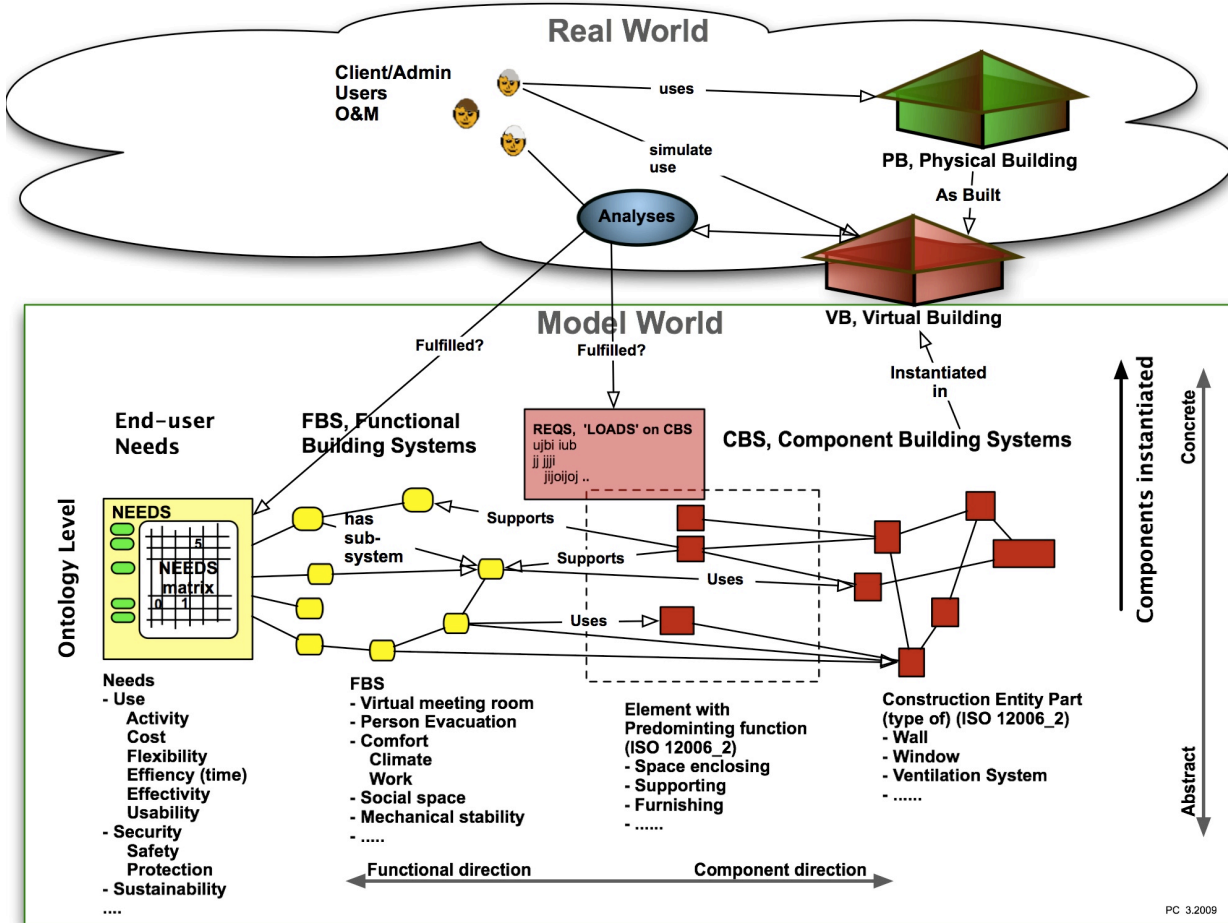 Real World
Client/Admin
Users
O&M
uses
simulate
use
PB, Physical Building
As Built
Analyses
VB, Virtual Building
Model World
Fulfilled?
Fulfilled?
Instantiated
in
Components instantiated
Concrete
Abstract
Ontology Level
End-user
Needs
FBS, Functional
Building Systems
REQS, 'LOADS' on CBS
ujbi iub
jj jjji
jijoijoj ..
CBS, Component Building Systems
NEEDS
5
NEEDS
matrix
0 1
has
sub-
system
Supports
Supports
Uses
Uses
Needs
- Use
Activity
Cost
Flexibility
Effiency (time)
Effectivity
Usability
- Security
Safety
Protection
- Sustainability
....
FBS
- Virtual meeting room
- Person Evacuation
- Comfort
Climate
Work
- Social space
- Mechanical stability
- .....
Element with
Predominting function
(ISO 12006_2)
- Space enclosing
- Supporting
- Furnishing
- ......
Construction Entity Part
(type of) (ISO 12006_2)
- Wall
- Window
- Ventilation System
- ......
Functional direction
Component direction
PC 3.2009